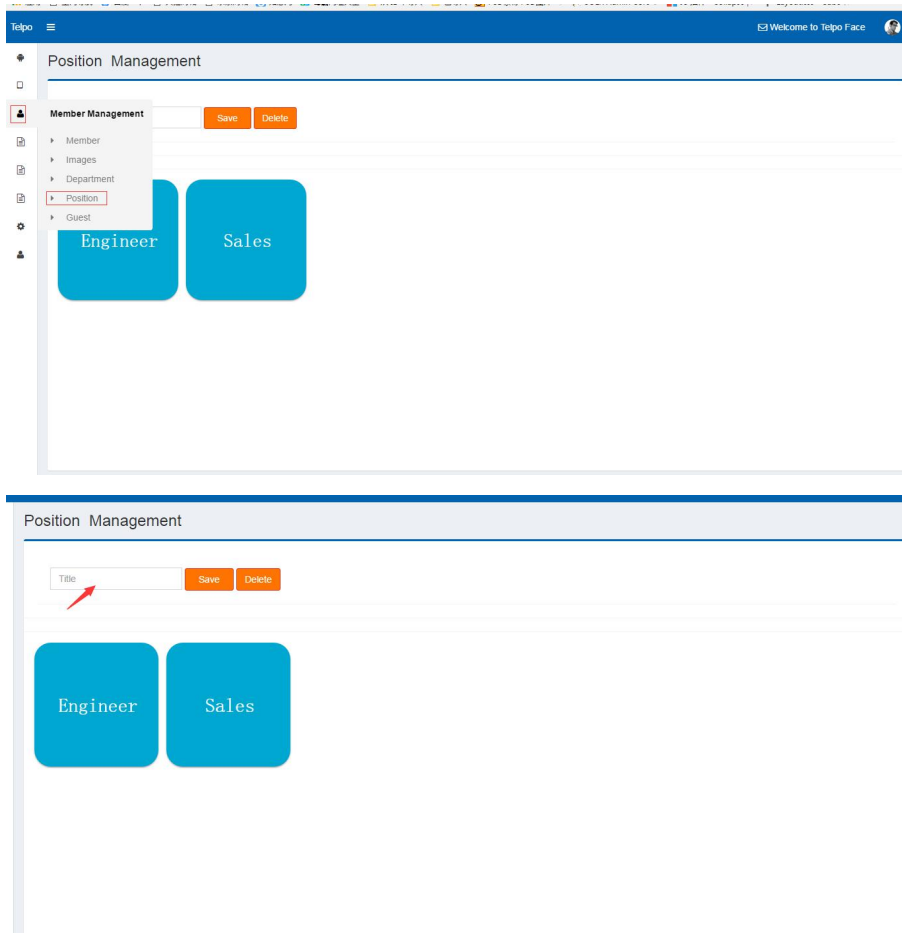 Telpo
Welcome to Telpo Face
Position Management
Member Management
Save Delete
Member
Images
Department
Position
Guest
Engineer Sales
Position Management
Title Save Delete
Engineer Sales